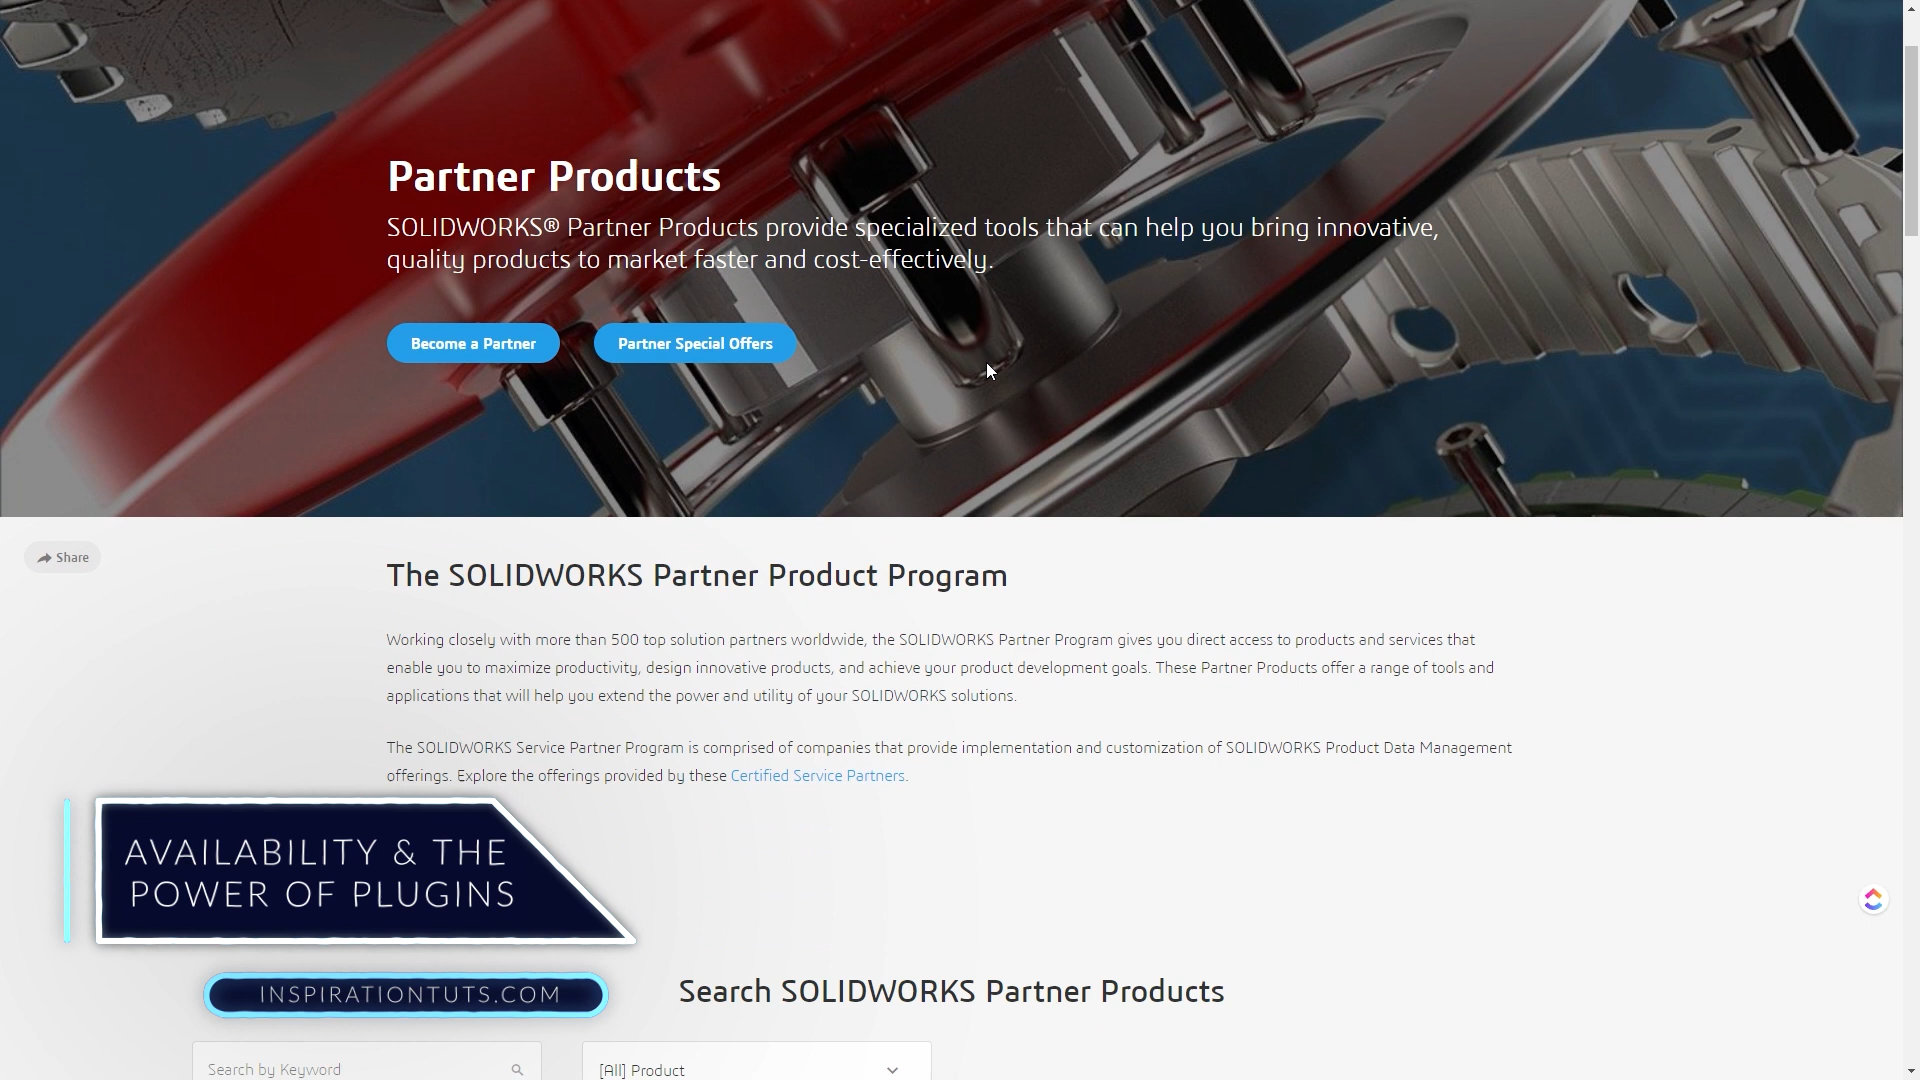 Partner Products
SOLIDWORKS® Partner Products provide specialized tools that can help you bring innovative,
quality products to market faster and cost-effectively.
Become a Partner
Partner Special Offers
Share
The SOLIDWORKS Partner Product Program
Working closely with more than 500 top solution partners worldwide, the SOLIDWORKS Partner Program gives you direct access to products and services that
enable you to maximize productivity, design innovative products, and achieve your product development goals. These Partner Products offer a range of tools and
applications that will help you extend the power and utility of your SOLIDWORKS solutions.
The SOLIDWORKS Service Partner Program is comprised of companies that provide implementation and customization of SOLIDWORKS Product Data Management
offerings. Explore the offerings provided by these Certified Service Partners.
AVAILABILITY & THE
POWER OF PLUGINS
INSPIRATIONTUTS.COM
Search SOLIDWORKS Partner Products
Search by Keyword
[All] Product